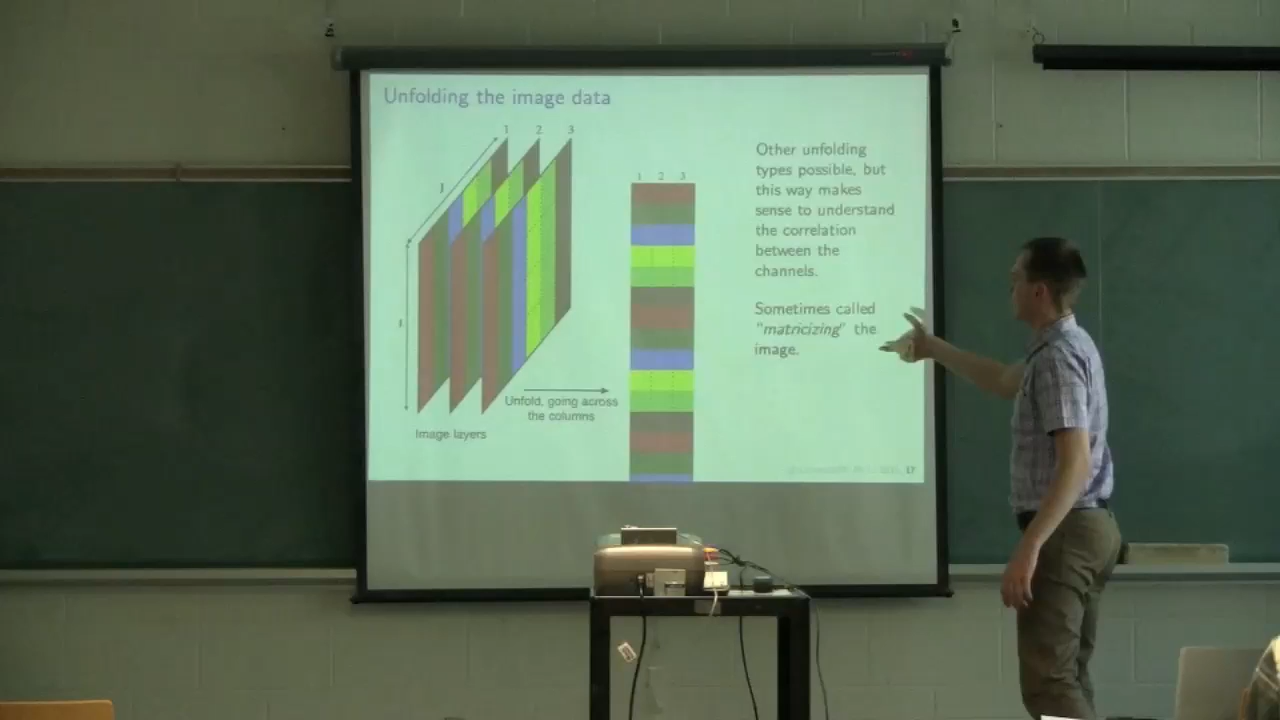 Unfolding the image data
1 2 3
J
I
Image layers
Unfold, going across
the columns
1 2 3
Other unfolding
types possible, but
this way makes
sense to understand
the correlation
between the
channels.
Sometimes called
"matricizing" the
image.
17